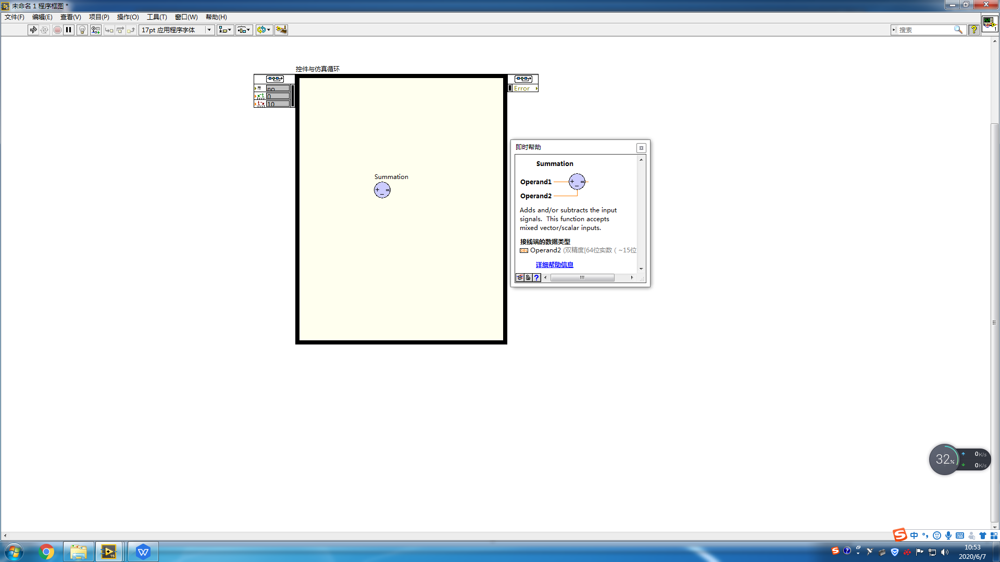 未命名 1 程序框图 *
文件(F) 编辑(E) 查看(V) 项目(P) 操作(O) 工具(T) 窗口(W) 帮助(H)
17pt 应用程序字体
搜索
?
1
控件与仿真循环
no
0
10
Error
Summation
+ − =
即时帮助
Summation
Operand1
+ − =
Operand2
Adds and/or subtracts the input
signals. This function accepts
mixed vector/scalar inputs.
接线端的数据类型
DBL Operand2 (双精度[64位实数 ( ~15位
详细帮助信息
?
32%
0K/s
0K/s
中
10:53
2020/6/7
15